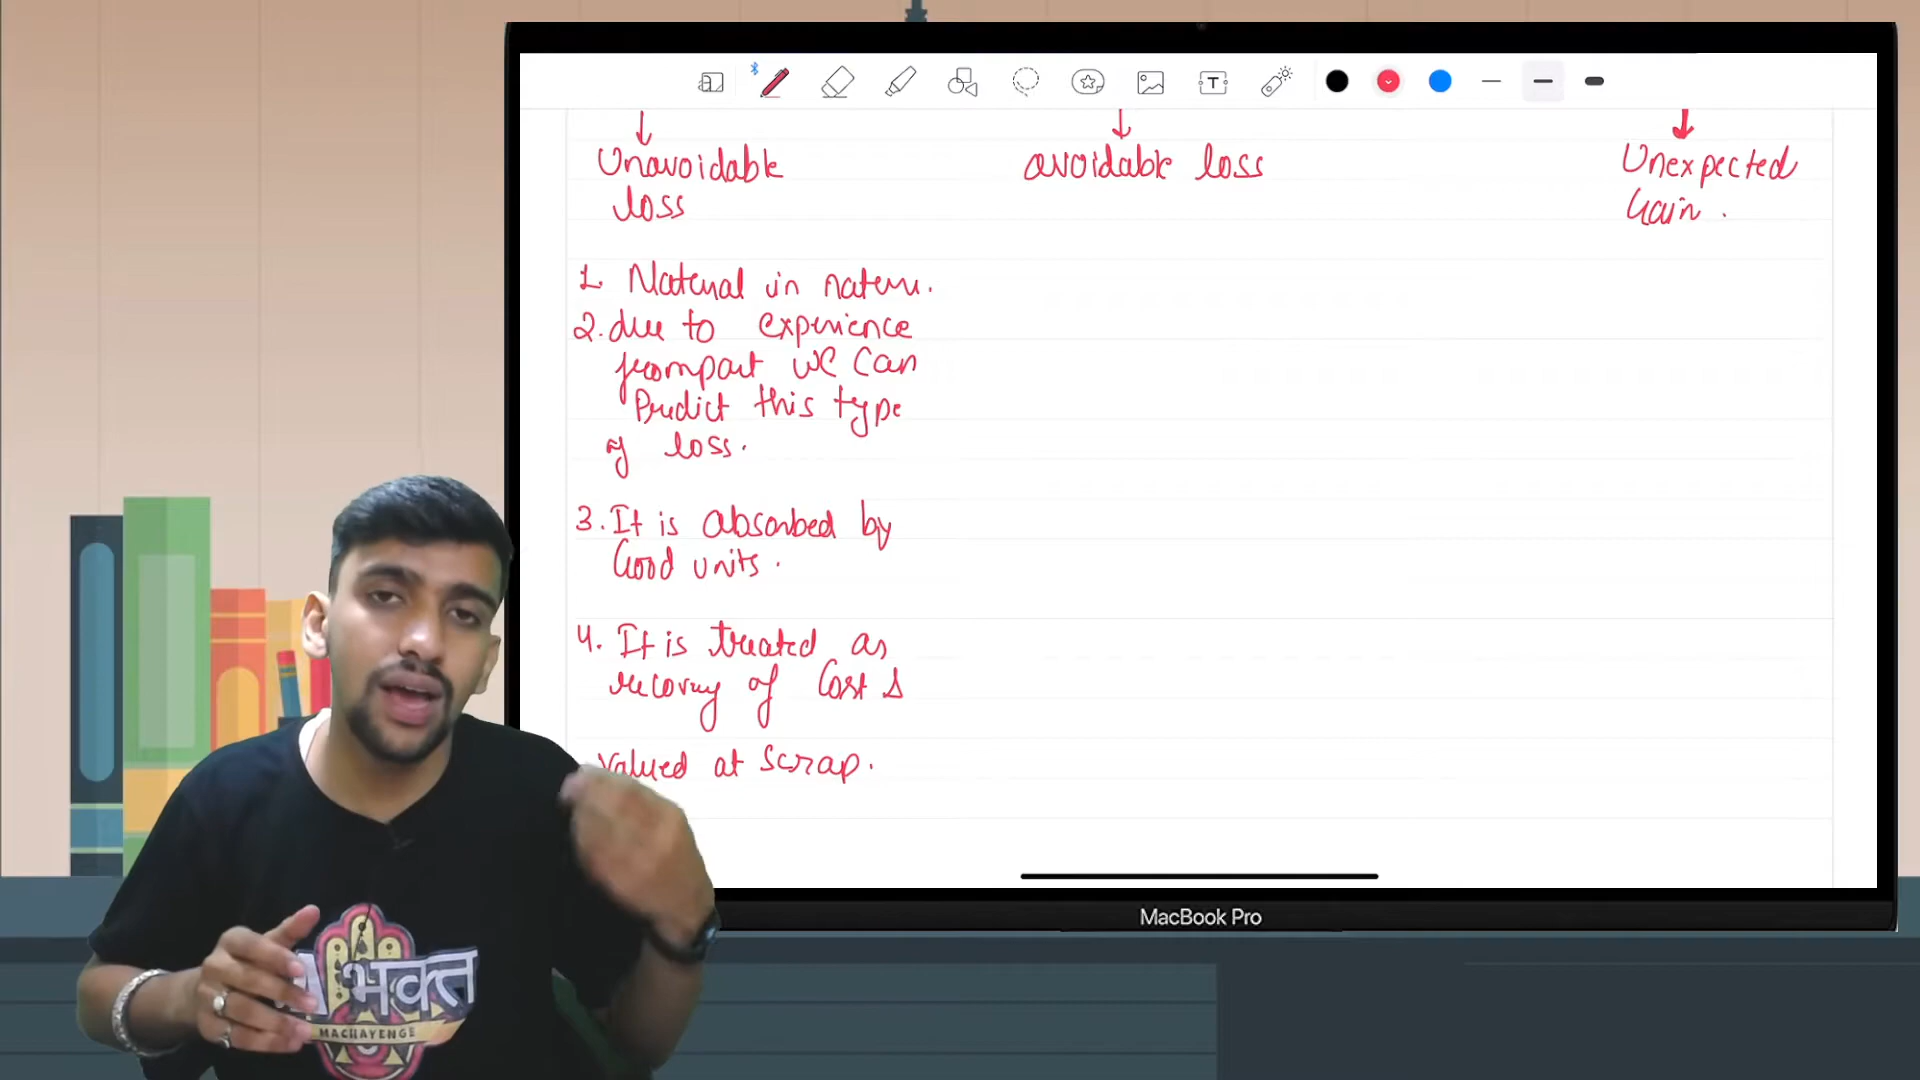 Unavoidable
loss
avoidable loss
Unexpected
Gain.
1. Natural in nature.
2. due to experience
from past we can
Predict this type
of loss.
3. It is absorbed by
Good units.
4. It is treated as
recovery of Cost &
valued at Scrap.
MacBook Pro
भक्त
MACHAYENGE